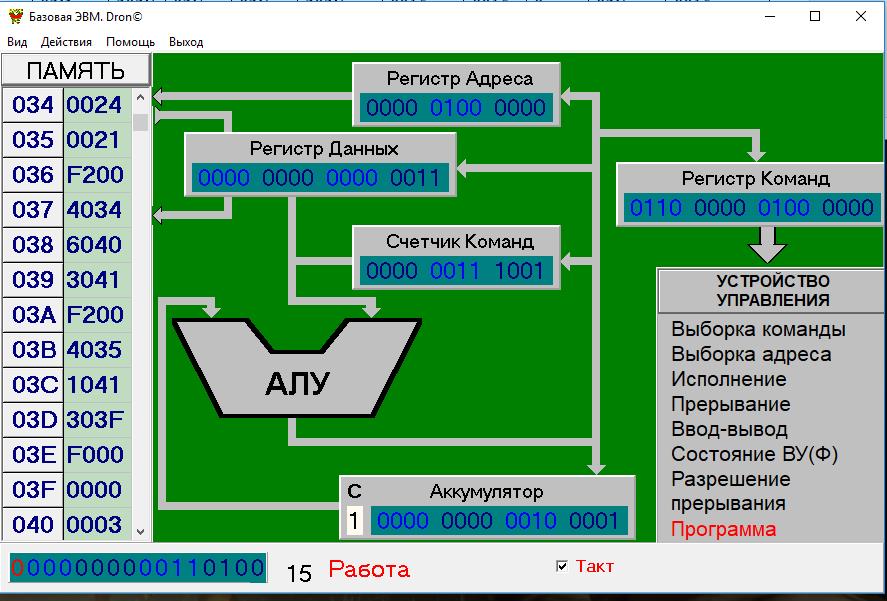 Базовая ЭВМ. Dron©
Вид Действия Помощь Выход
ПАМЯТЬ
034 0024
035 0021
036 F200
037 4034
038 6040
039 3041
03A F200
03B 4035
03C 1041
03D 303F
03E F000
03F 0000
040 0003
Регистр Адреса
0000 0100 0000
Регистр Данных
0000 0000 0000 0011
Регистр Команд
0110 0000 0100 0000
Счетчик Команд
0000 0011 1001
АЛУ
С Аккумулятор
1 0000 0000 0010 0001
УСТРОЙСТВО
УПРАВЛЕНИЯ
Выборка команды
Выборка адреса
Исполнение
Прерывание
Ввод-вывод
Состояние ВУ(Ф)
Разрешение
прерывания
Программа
0000000000110100 15 Работа Такт